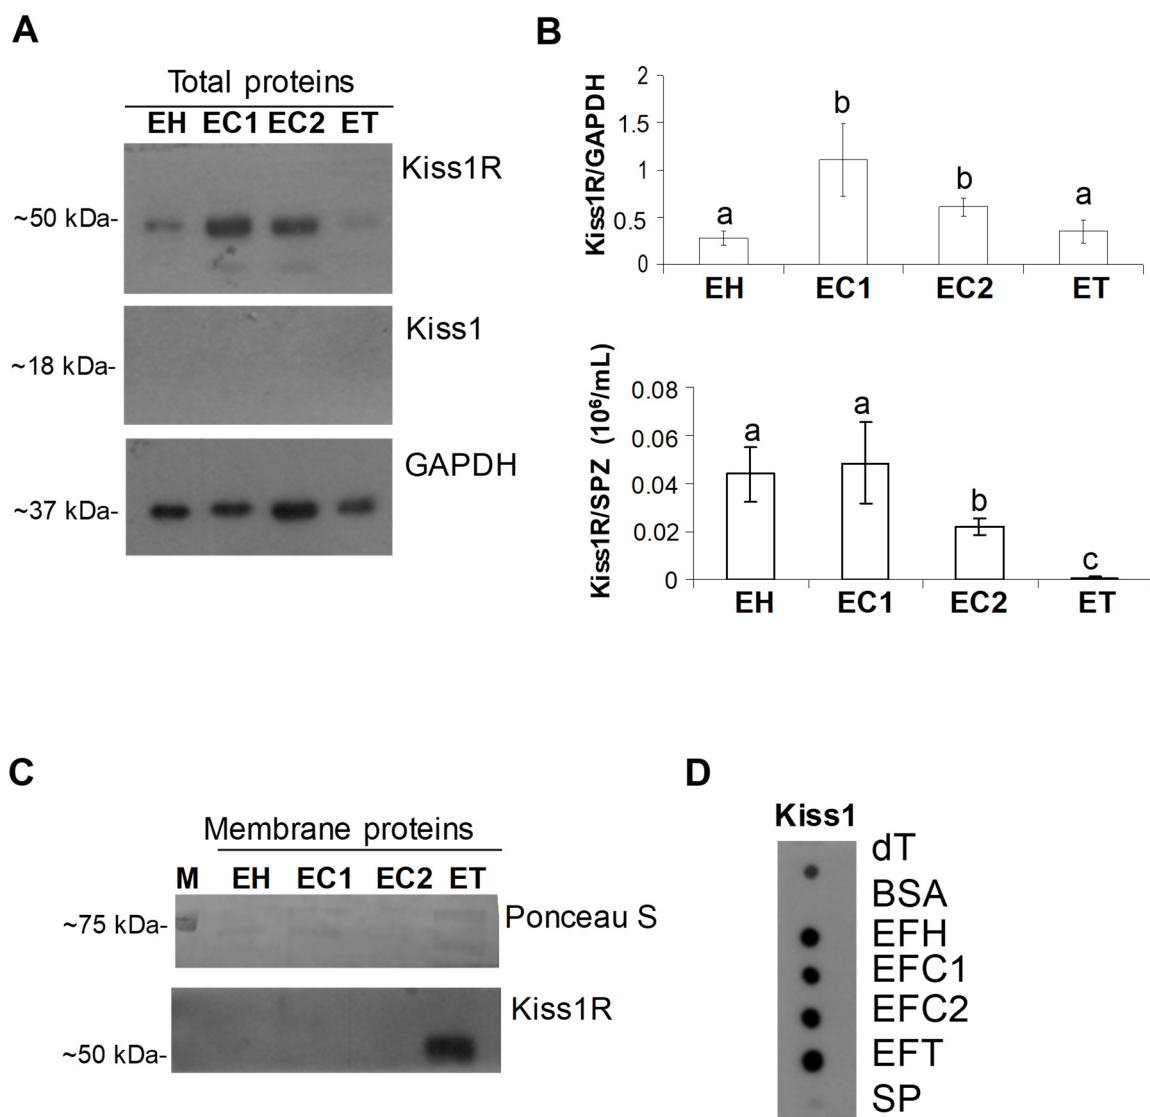 A
Total proteins
EH EC1 EC2 ET
Kiss1R
~50 kDa-
Kiss1
~18 kDa-
GAPDH
~37 kDa-
B
Kiss1R/GAPDH
2
1.5
1
0.5
0
a
b
b
a
EH EC1 EC2 ET
Kiss1R/SPZ (10⁶/mL)
0.08
0.06
0.04
0.02
0
a
a
b
c
EH EC1 EC2 ET
C
Membrane proteins
M EH EC1 EC2 ET
~75 kDa-
Ponceau S
Kiss1R
~50 kDa-
D
Kiss1
dT
BSA
EFH
EFC1
EFC2
EFT
SP